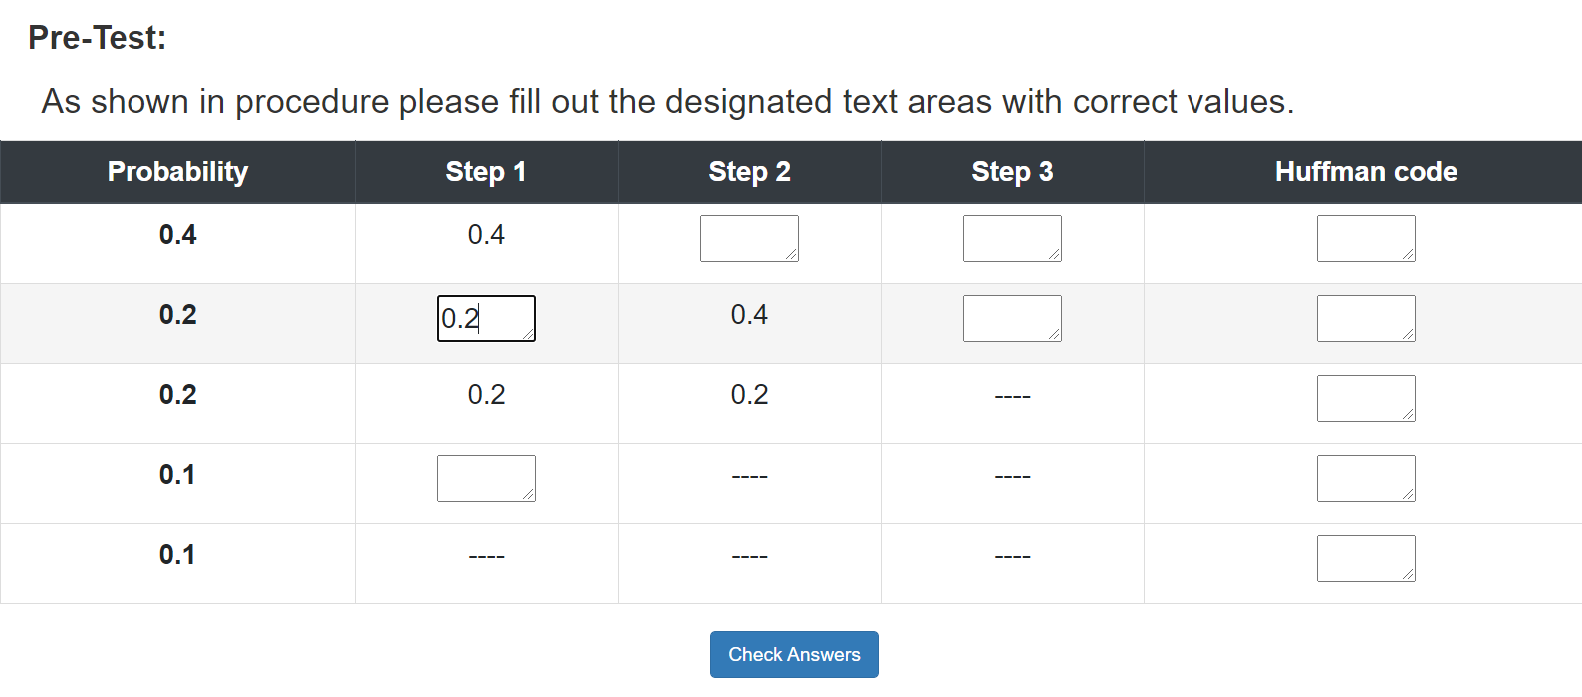 Pre-Test:
As shown in procedure please fill out the designated text areas with correct values.
Probability Step 1 Step 2 Step 3 Huffman code
0.4 0.4
0.2 0.2 0.4
0.2 0.2 0.2 ----
0.1 ---- ----
0.1 ---- ---- ----
Check Answers